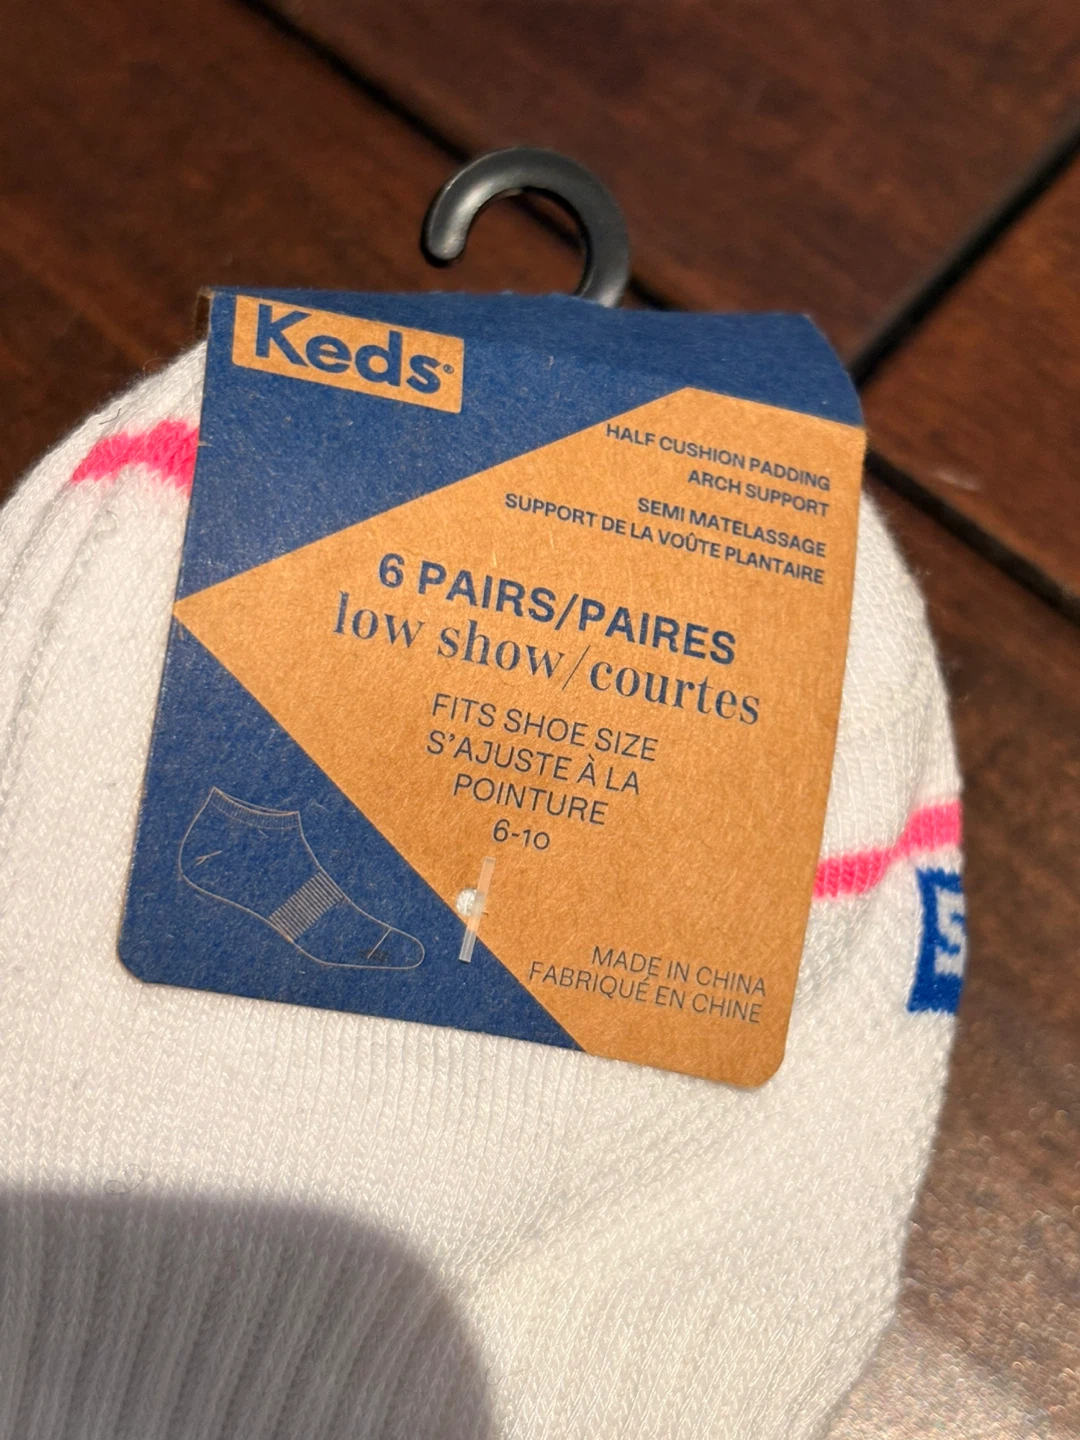 Keds®
HALF CUSHION PADDING
ARCH SUPPORT
SEMI MATELASSAGE
SUPPORT DE LA VOÛTE PLANTAIRE
6 PAIRS/PAIRES
low show/courtes
FITS SHOE SIZE
S'AJUSTE À LA
POINTURE
6-10
MADE IN CHINA
FABRIQUÉ EN CHINE